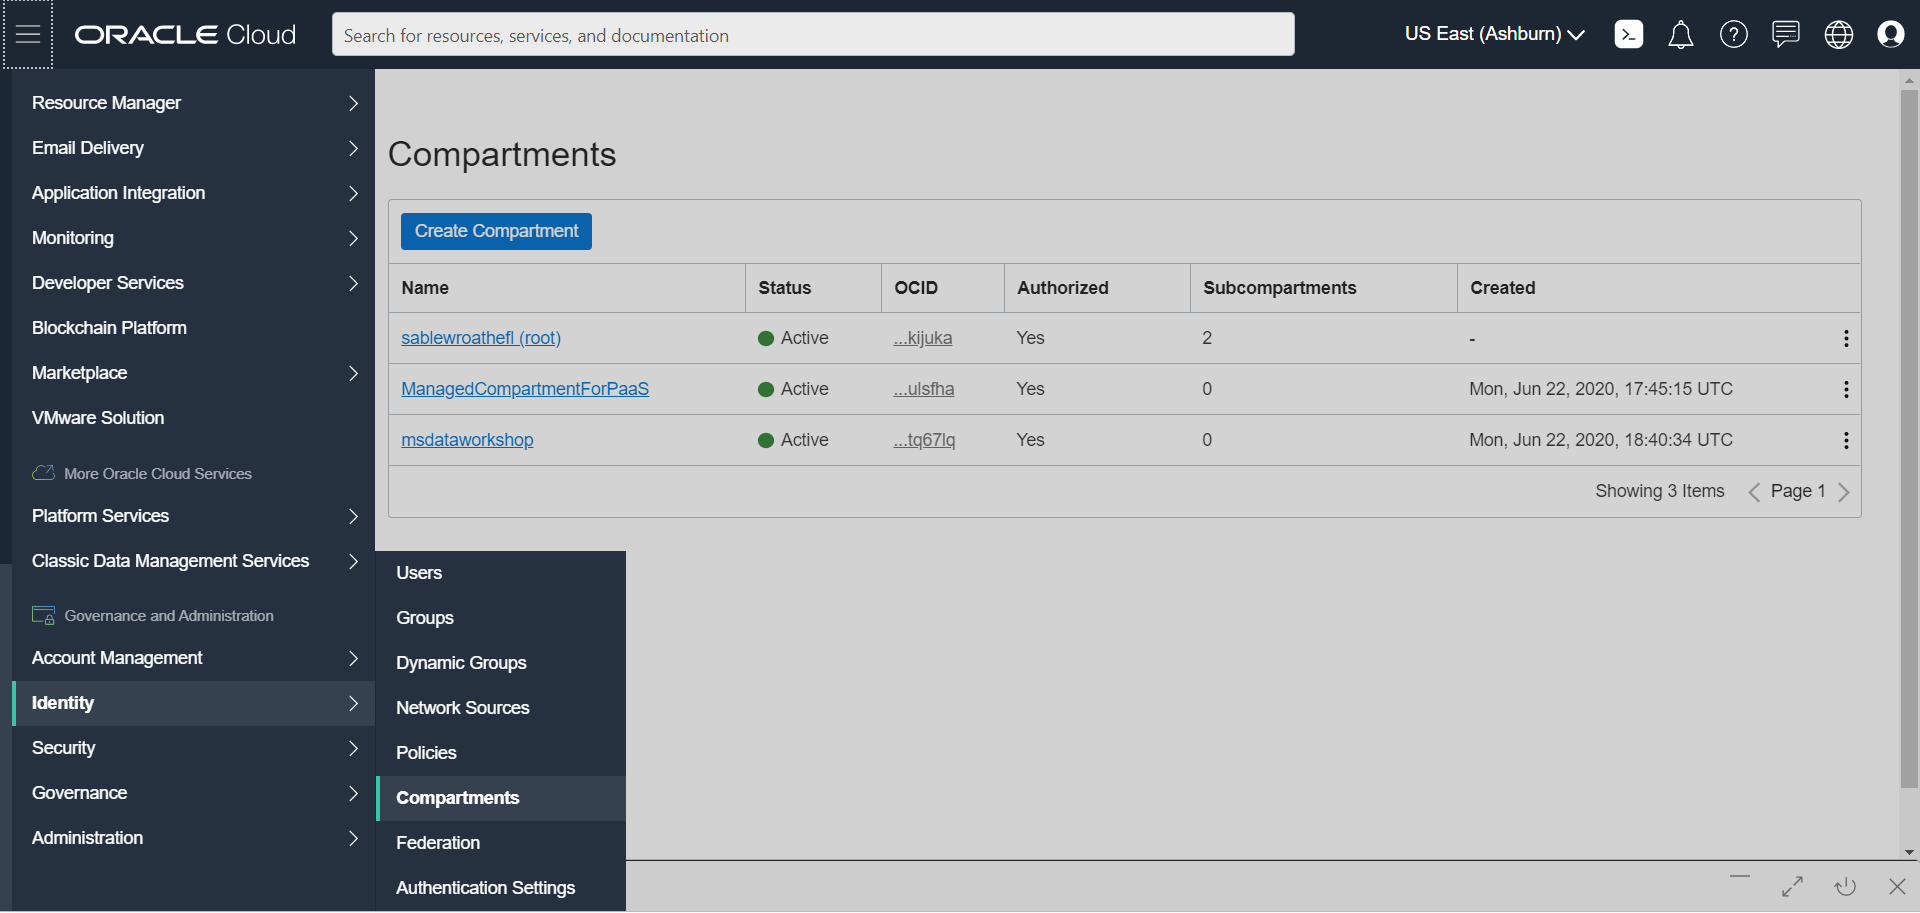 ORACLE Cloud
Search for resources, services, and documentation
US East (Ashburn)
Resource Manager
Email Delivery
Application Integration
Monitoring
Developer Services
Blockchain Platform
Marketplace
VMware Solution
More Oracle Cloud Services
Platform Services
Classic Data Management Services
Governance and Administration
Account Management
Identity
Security
Governance
Administration
Users
Groups
Dynamic Groups
Network Sources
Policies
Compartments
Federation
Authentication Settings
Compartments
Create Compartment
Name Status OCID Authorized Subcompartments Created
sablewroathefl (root) Active ...kijuka Yes 2 -
ManagedCompartmentForPaaS Active ...ulsfha Yes 0 Mon, Jun 22, 2020, 17:45:15 UTC
msdataworkshop Active ...tq67lq Yes 0 Mon, Jun 22, 2020, 18:40:34 UTC
Showing 3 Items Page 1